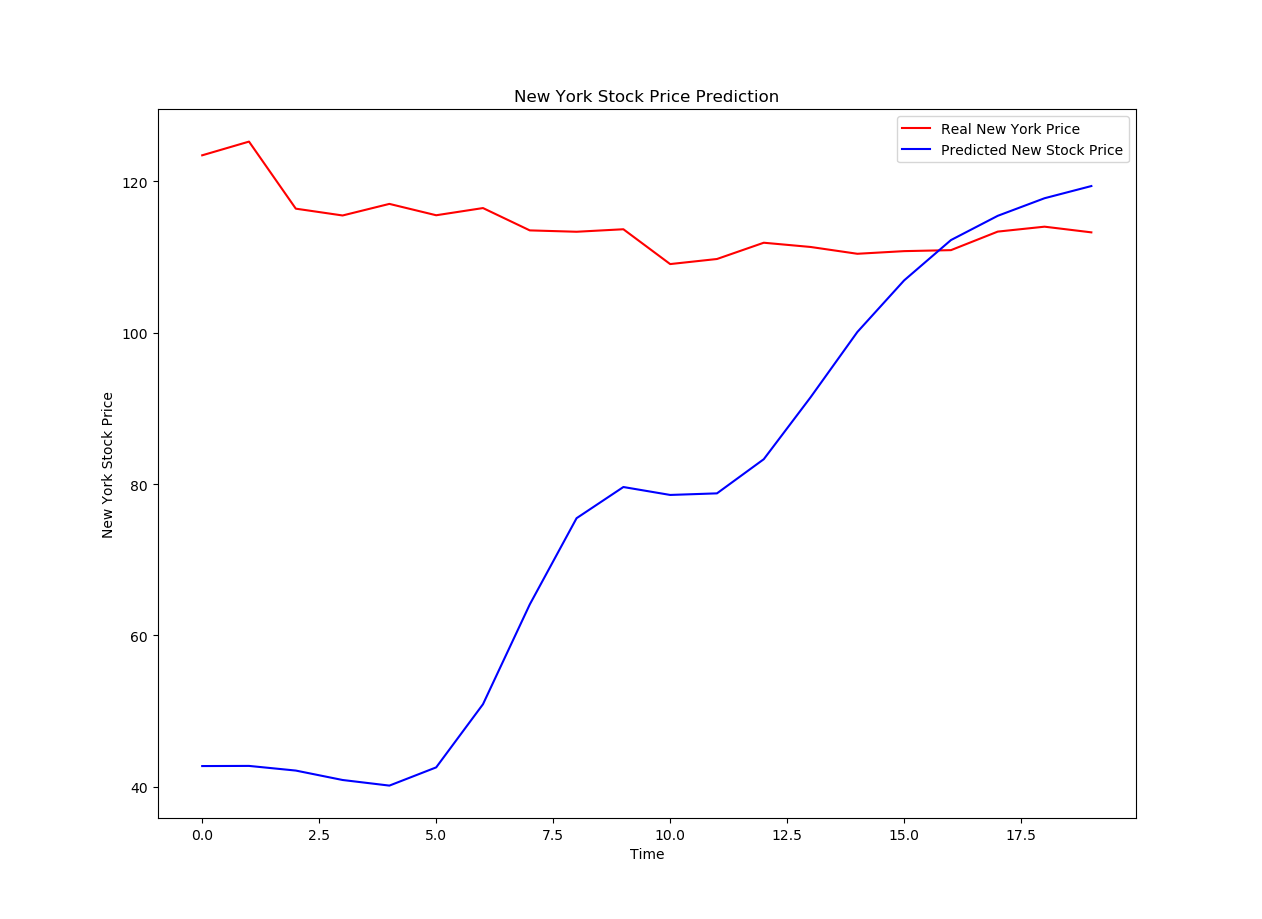 New York Stock Price Prediction
Real New York Price
Predicted New Stock Price
120
100
80
60
40
New York Stock Price
0.0 2.5 5.0 7.5 10.0 12.5 15.0 17.5
Time